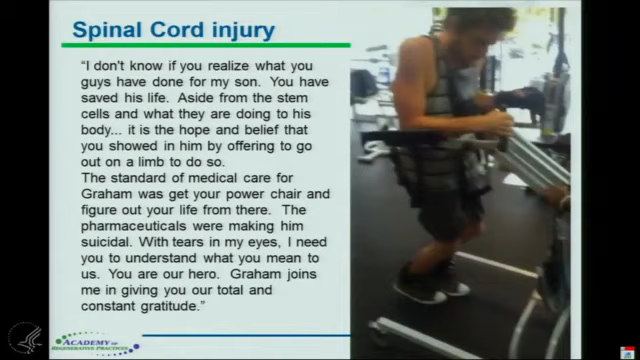 Spinal Cord injury
“I don't know if you realize what you
guys have done for my son. You have
saved his life. Aside from the stem
cells and what they are doing to his
body... it is the hope and belief that
you showed in him by offering to go
out on a limb to do so.
The standard of medical care for
Graham was get your power chair and
figure out your life from there. The
pharmaceuticals were making him
suicidal. With tears in my eyes, I need
you to understand what you mean to
us. You are our hero. Graham joins
me in giving you our total and
constant gratitude.”
ACADEMY OF
REGENERATIVE PRACTICES